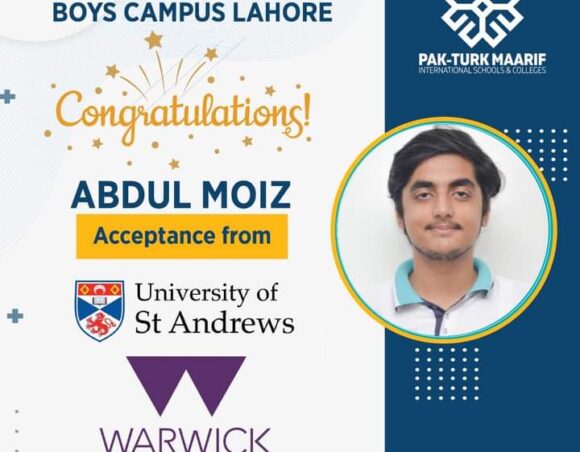 BOYS CAMPUS LAHORE
Congratulations!
ABDUL MOIZ
Acceptance from
University of
St Andrews
WARWICK
PAK-TURK MAARIF
INTERNATIONAL SCHOOLS & COLLEGES